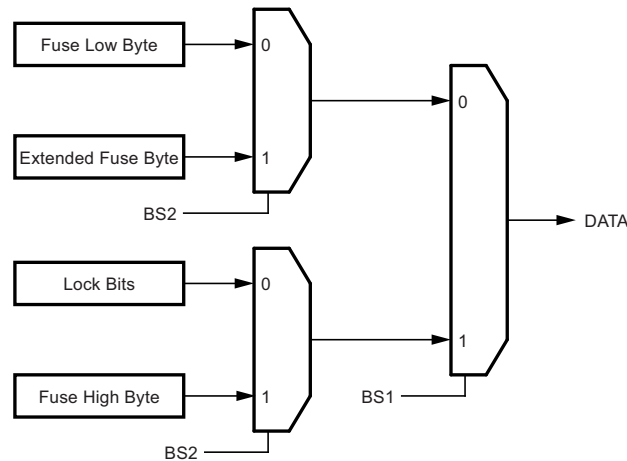 Fuse Low Byte
0
0
Extended Fuse Byte
1
BS2
DATA
Lock Bits
0
1
Fuse High Byte
1
BS1
BS2